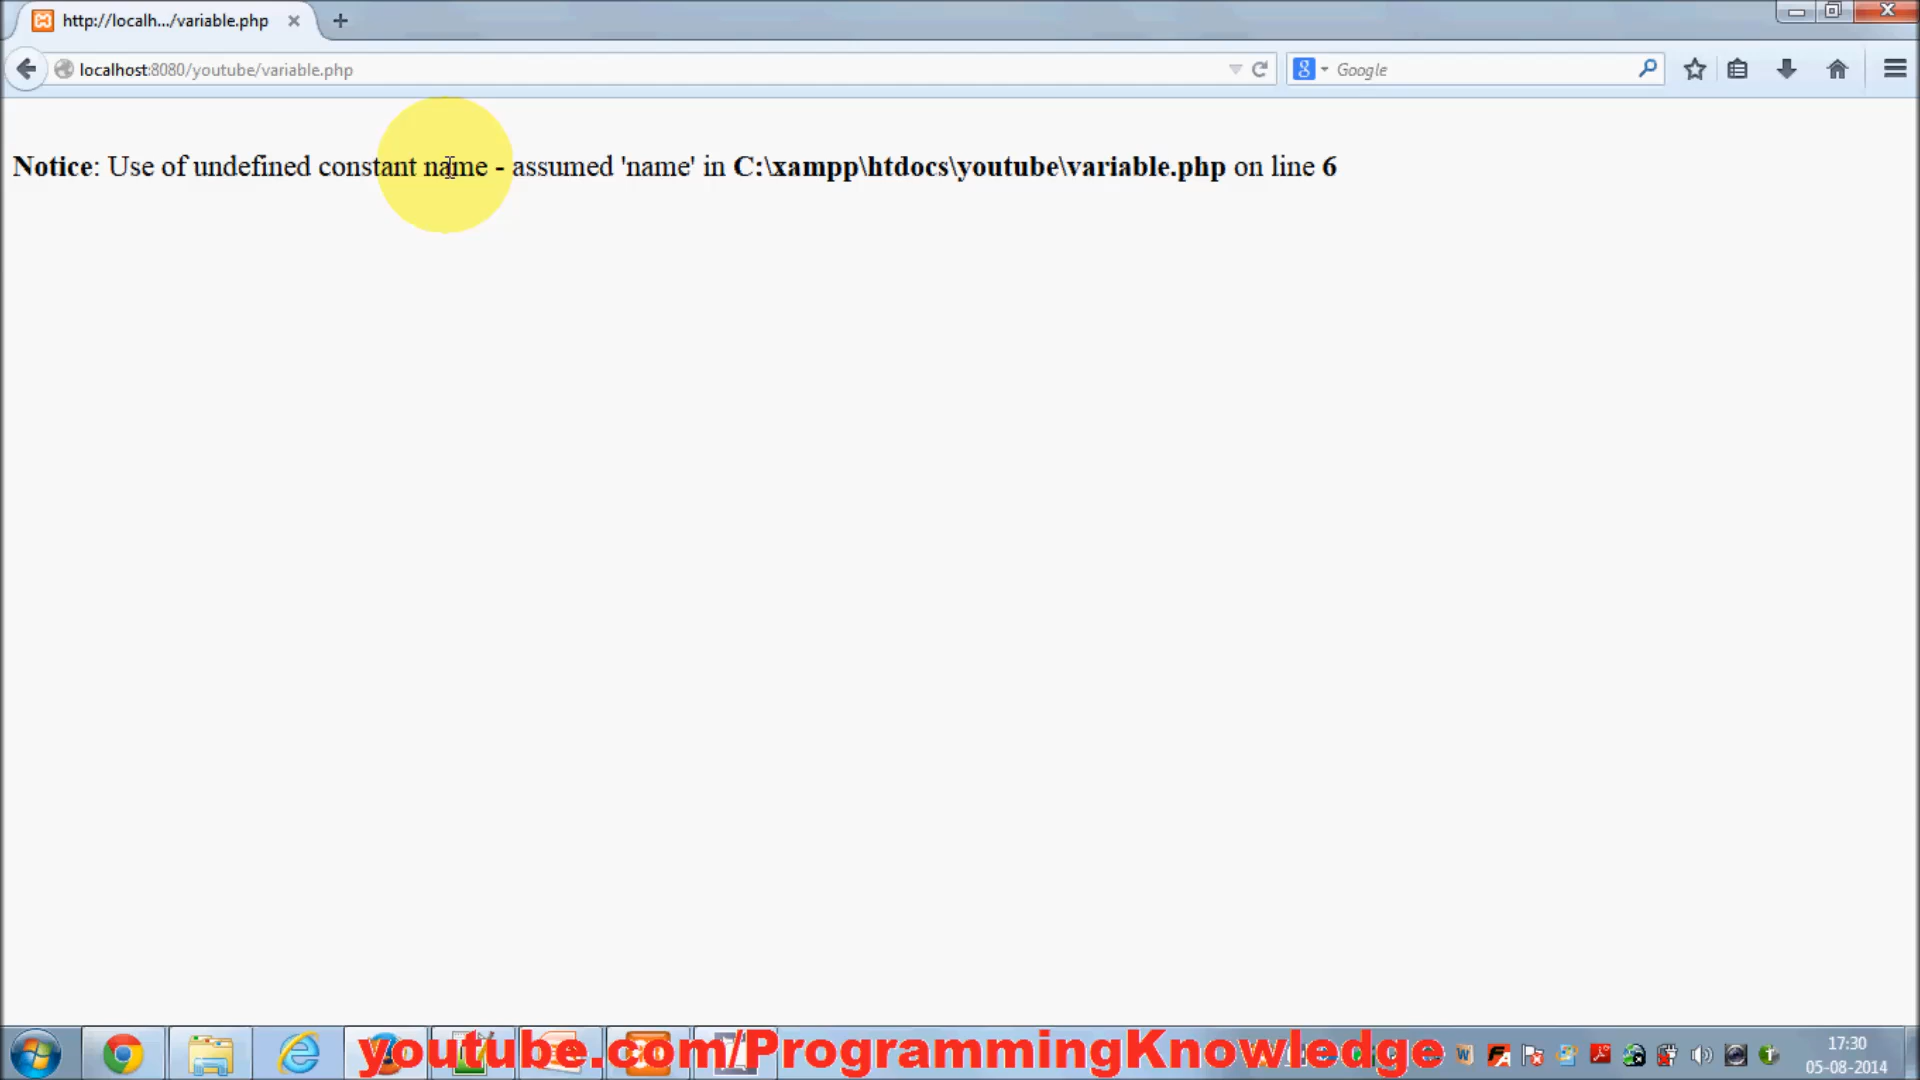 http://localh.../variable.php
localhost:8080/youtube/variable.php
Google
Notice: Use of undefined constant name - assumed 'name' in C:\xampp\htdocs\youtube\variable.php on line 6
youtube.com/ProgrammingKnowledge
17:30
05-08-2014